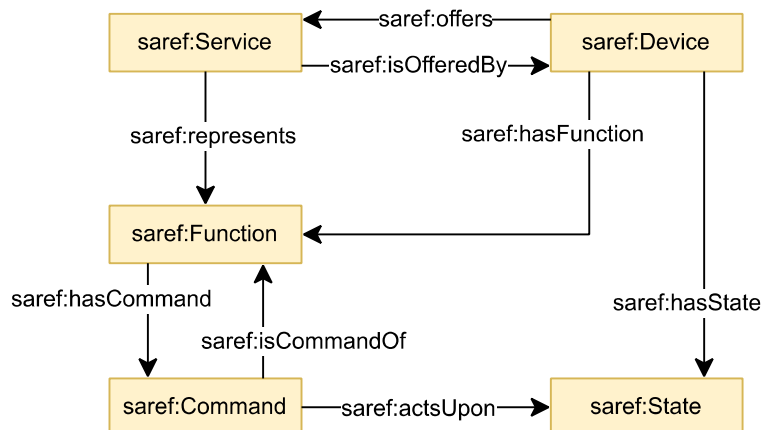 saref:offers
saref:Service
saref:Device
saref:isOfferedBy
saref:represents
saref:hasFunction
saref:Function
saref:hasCommand
saref:hasState
saref:isCommandOf
saref:Command
saref:actsUpon
saref:State